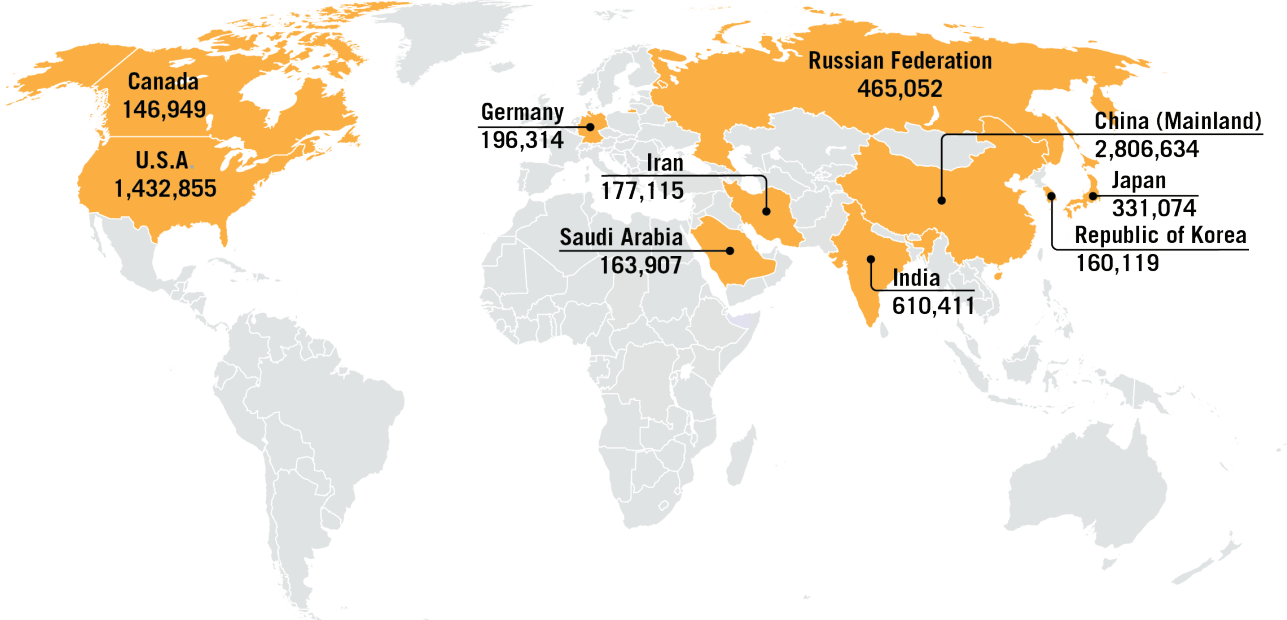 Canada
146,949
U.S.A
1,432,855
Germany
196,314
Iran
177,115
Saudi Arabia
163,907
Russian Federation
465,052
China (Mainland)
2,806,634
Japan
331,074
Republic of Korea
160,119
India
610,411